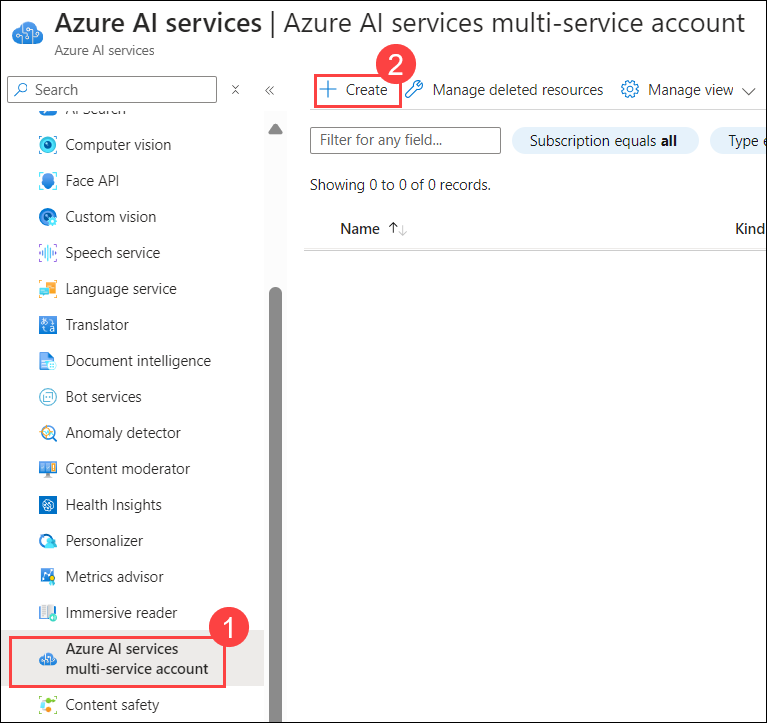 Azure AI services | Azure AI services multi-service account
Azure AI services
Search
2
Create
Manage deleted resources
Manage view
Filter for any field...
Subscription equals all
Type e
Showing 0 to 0 of 0 records.
Name
Kind
AI Search
Computer vision
Face API
Custom vision
Speech service
Language service
Translator
Document intelligence
Bot services
Anomaly detector
Content moderator
Health Insights
Personalizer
Metrics advisor
Immersive reader
1
Azure AI services
multi-service account
Content safety